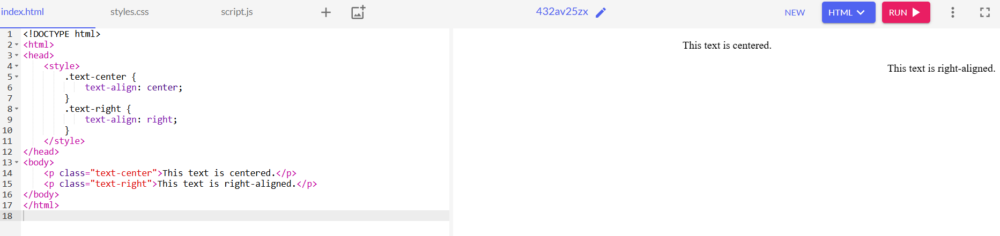 index.html styles.css script.js 432av25zx NEW HTML RUN
1 <!DOCTYPE html>
2 <html>
3 <head>
4 <style>
5 .text-center {
6 text-align: center;
7 }
8 .text-right {
9 text-align: right;
10 }
11 </style>
12 </head>
13 <body>
14 <p class="text-center">This text is centered.</p>
15 <p class="text-right">This text is right-aligned.</p>
16 </body>
17 </html>
18
This text is centered.
This text is right-aligned.